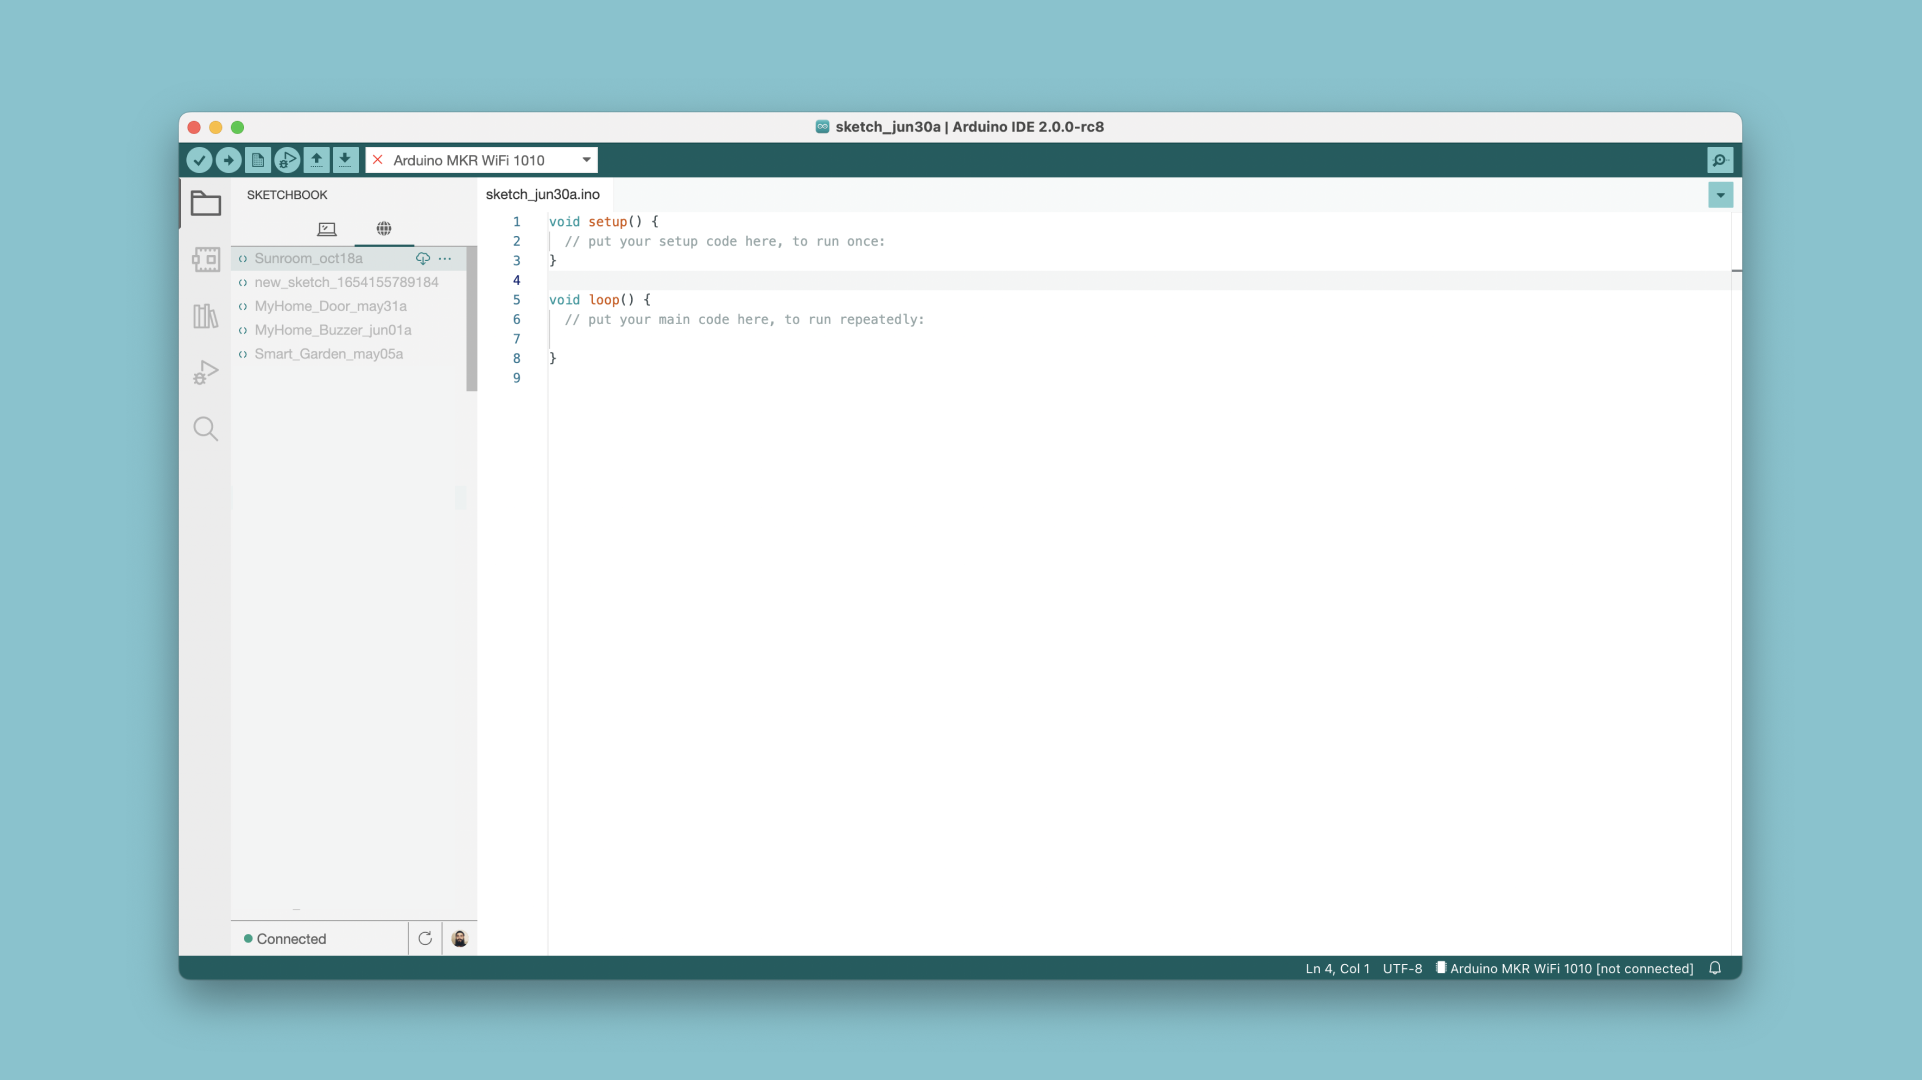 sketch_jun30a | Arduino IDE 2.0.0-rc8
Arduino MKR WiFi 1010
SKETCHBOOK
Sunroom_oct18a
new_sketch_1654155789184
MyHome_Door_may31a
MyHome_Buzzer_jun01a
Smart_Garden_may05a
Connected
sketch_jun30a.ino
1 void setup() {
2 // put your setup code here, to run once:
3 }
4
5 void loop() {
6 // put your main code here, to run repeatedly:
7
8 }
9
Ln 4, Col 1 UTF-8 Arduino MKR WiFi 1010 [not connected]